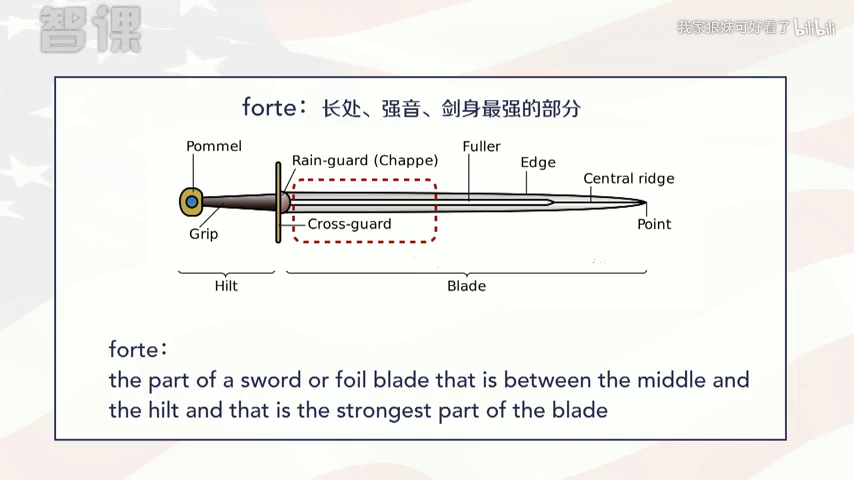 智课
我家狼妹可好看了 bilibili
forte：长处、强音、剑身最强的部分
Pommel
Rain-guard (Chappe)
Fuller
Edge
Central ridge
Grip
Cross-guard
Point
Hilt
Blade
forte：
the part of a sword or foil blade that is between the middle and
the hilt and that is the strongest part of the blade